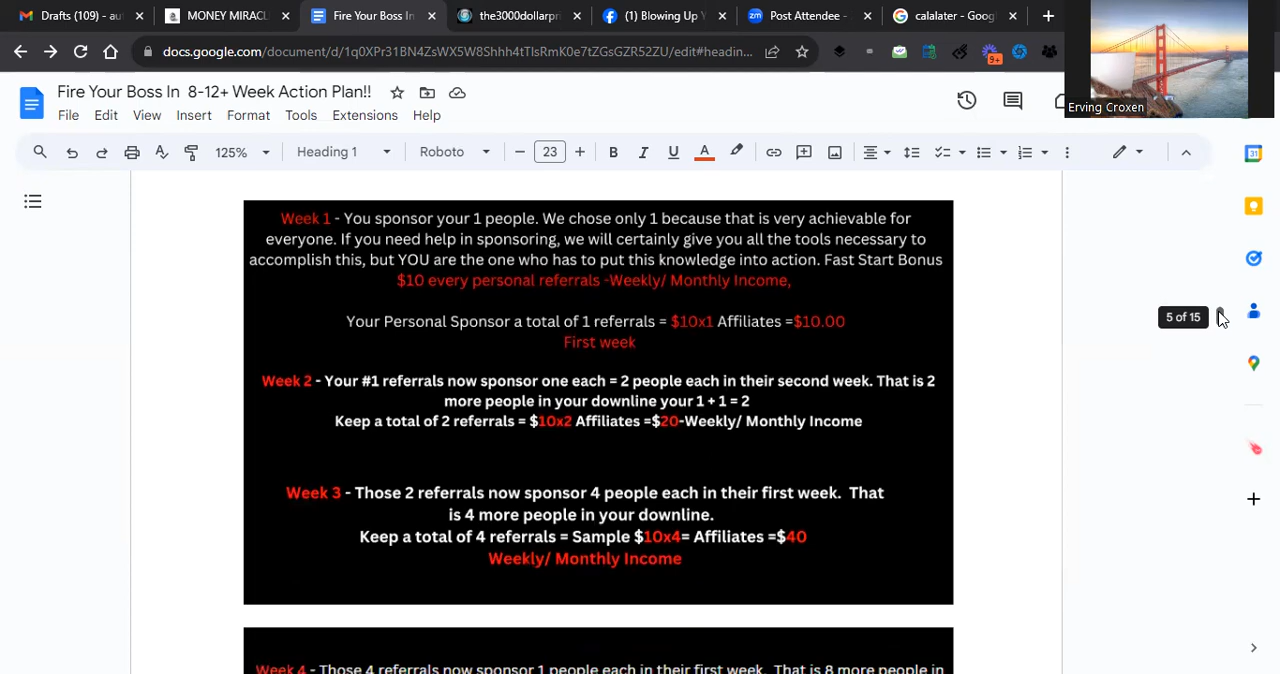 Drafts (109) - au
MONEY MIRACL
Fire Your Boss In
the3000dollarpr
(1) Blowing Up Y
Post Attendee -
calalater - Goog
docs.google.com/document/d/1q0XPr31BN4ZsWX5W8Shhh4tTlsRmK0e7tZGsGZR52ZU/edit#headin...
9+
Erving Croxen
Fire Your Boss In 8-12+ Week Action Plan!!
File Edit View Insert Format Tools Extensions Help
125% Heading 1 Roboto 23 B I U A
31
Week 1 - You sponsor your 1 people. We chose only 1 because that is very achievable for
everyone. If you need help in sponsoring, we will certainly give you all the tools necessary to
accomplish this, but YOU are the one who has to put this knowledge into action. Fast Start Bonus
$10 every personal referrals -Weekly/ Monthly Income,
Your Personal Sponsor a total of 1 referrals = $10x1 Affiliates =$10.00
First week
5 of 15
Week 2 - Your #1 referrals now sponsor one each = 2 people each in their second week. That is 2
more people in your downline your 1 + 1 = 2
Keep a total of 2 referrals = $10x2 Affiliates =$20-Weekly/ Monthly Income
Week 3 - Those 2 referrals now sponsor 4 people each in their first week. That
is 4 more people in your downline.
Keep a total of 4 referrals = Sample $10x4= Affiliates =$40
Weekly/ Monthly Income
Week 4 - Those 4 referrals now sponsor 1 people each in their first week. That is 8 more people in